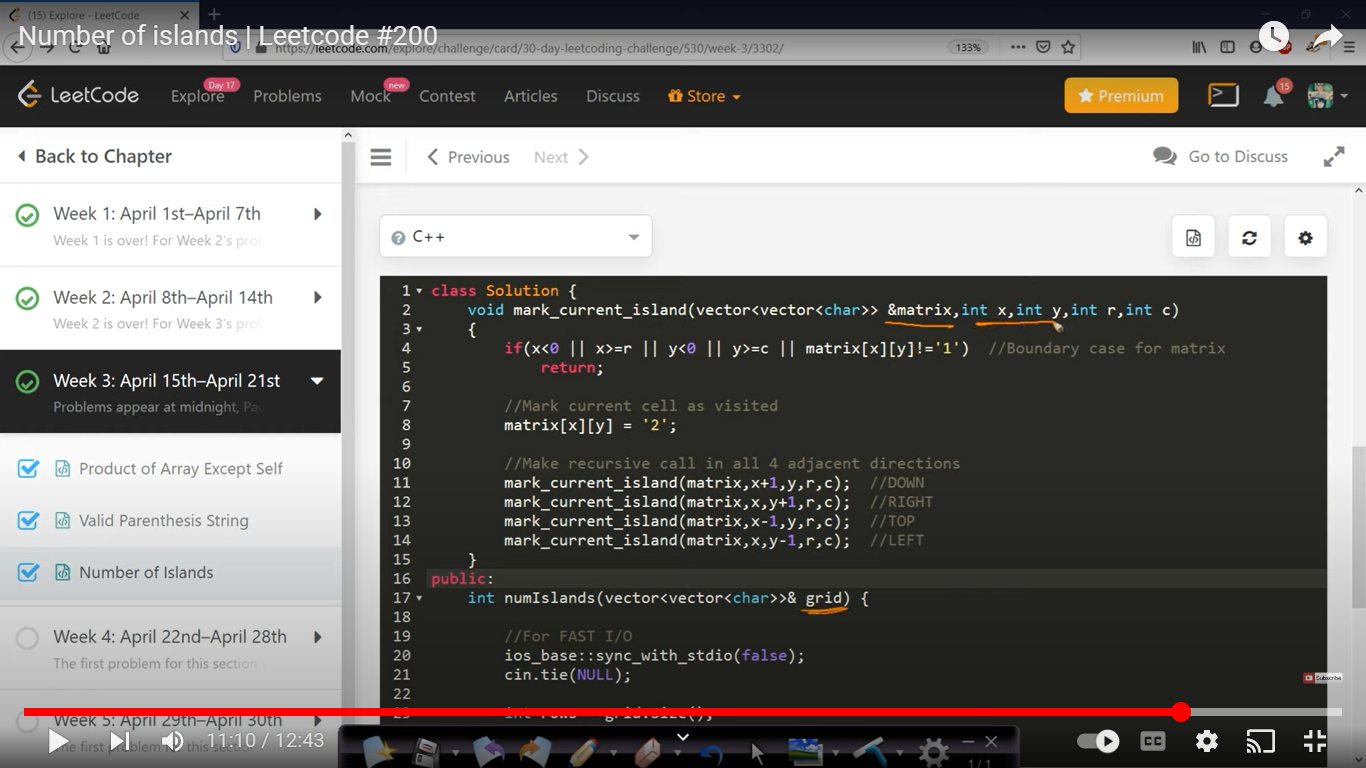 (15) Explore - LeetCode
Number of islands | Leetcode #200
https://leetcode.com/explore/challenge/card/30-day-leetcoding-challenge/530/week-3/3302/
133%
LeetCode
Explore
Day 17
Problems
Mock
new
Contest
Articles
Discuss
Store
Premium
15
Back to Chapter
Previous
Next
Go to Discuss
Week 1: April 1st–April 7th
Week 1 is over! For Week 2's prob
Week 2: April 8th–April 14th
Week 2 is over! For Week 3's prob
Week 3: April 15th–April 21st
Problems appear at midnight, Pac
Product of Array Except Self
Valid Parenthesis String
Number of Islands
Week 4: April 22nd–April 28th
The first problem for this section
Week 5: April 29th–April 30th
The first problem for this section
C++
1 class Solution {
2 void mark_current_island(vector<vector<char>> &matrix,int x,int y,int r,int c)
3 {
4 if(x<0 || x>=r || y<0 || y>=c || matrix[x][y]!='1') //Boundary case for matrix
5 return;
6
7 //Mark current cell as visited
8 matrix[x][y] = '2';
9
10 //Make recursive call in all 4 adjacent directions
11 mark_current_island(matrix,x+1,y,r,c); //DOWN
12 mark_current_island(matrix,x,y+1,r,c); //RIGHT
13 mark_current_island(matrix,x-1,y,r,c); //TOP
14 mark_current_island(matrix,x,y-1,r,c); //LEFT
15 }
16 public:
17 int numIslands(vector<vector<char>>& grid) {
18
19 //For FAST I/O
20 ios_base::sync_with_stdio(false);
21 cin.tie(NULL);
22
23 int rows = grid.size();
Subscribe
11:10 / 12:43
CC
1/1